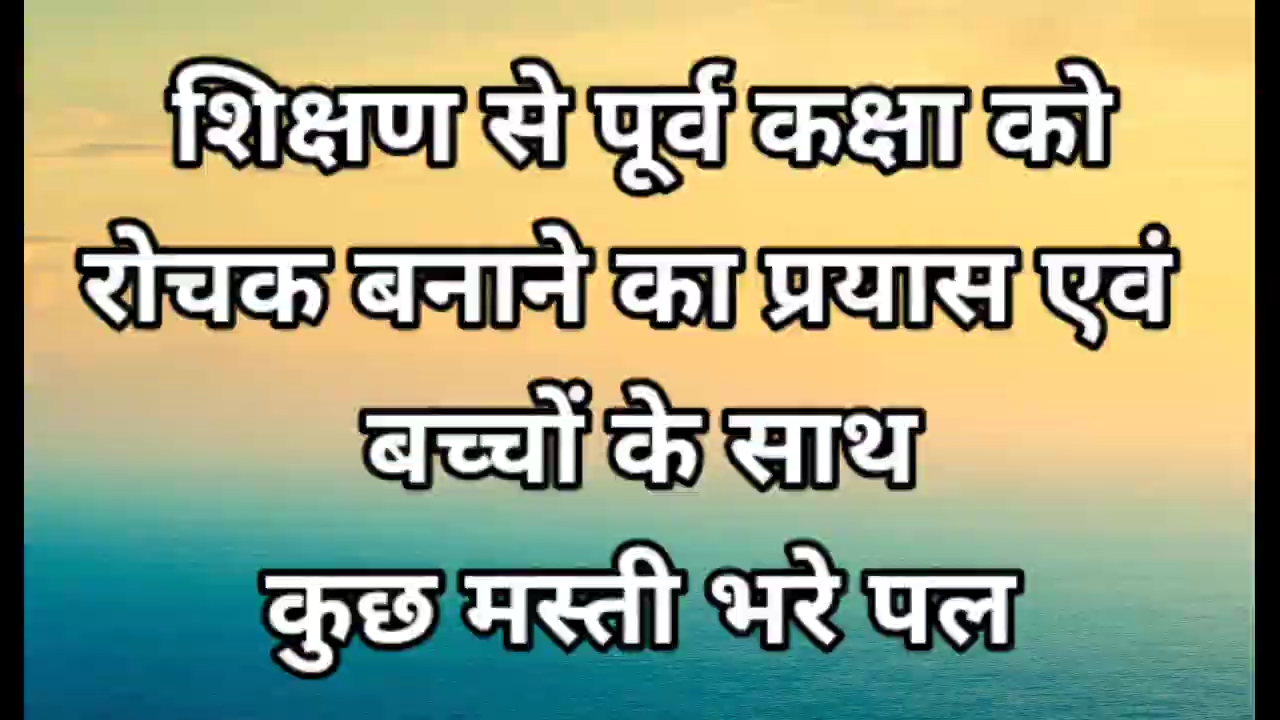 शिक्षण से पूर्व कक्षा को
रोचक बनाने का प्रयास एवं
बच्चों के साथ
कुछ मस्ती भरे पल